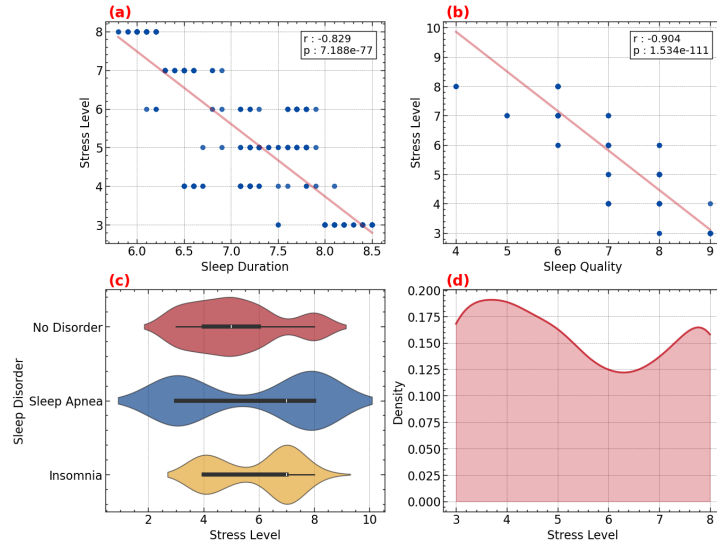 (a)
r : -0.829
p : 7.188e-77
8
7
6
5
4
3
Stress Level
6.0 6.5 7.0 7.5 8.0 8.5
Sleep Duration
(b)
r : -0.904
p : 1.534e-111
10
9
8
7
6
5
4
3
Stress Level
4 5 6 7 8 9
Sleep Quality
(c)
No Disorder
Sleep Apnea
Insomnia
Sleep Disorder
2 4 6 8 10
Stress Level
(d)
0.200
0.175
0.150
0.125
0.100
0.075
0.050
0.025
0.000
Density
3 4 5 6 7 8
Stress Level